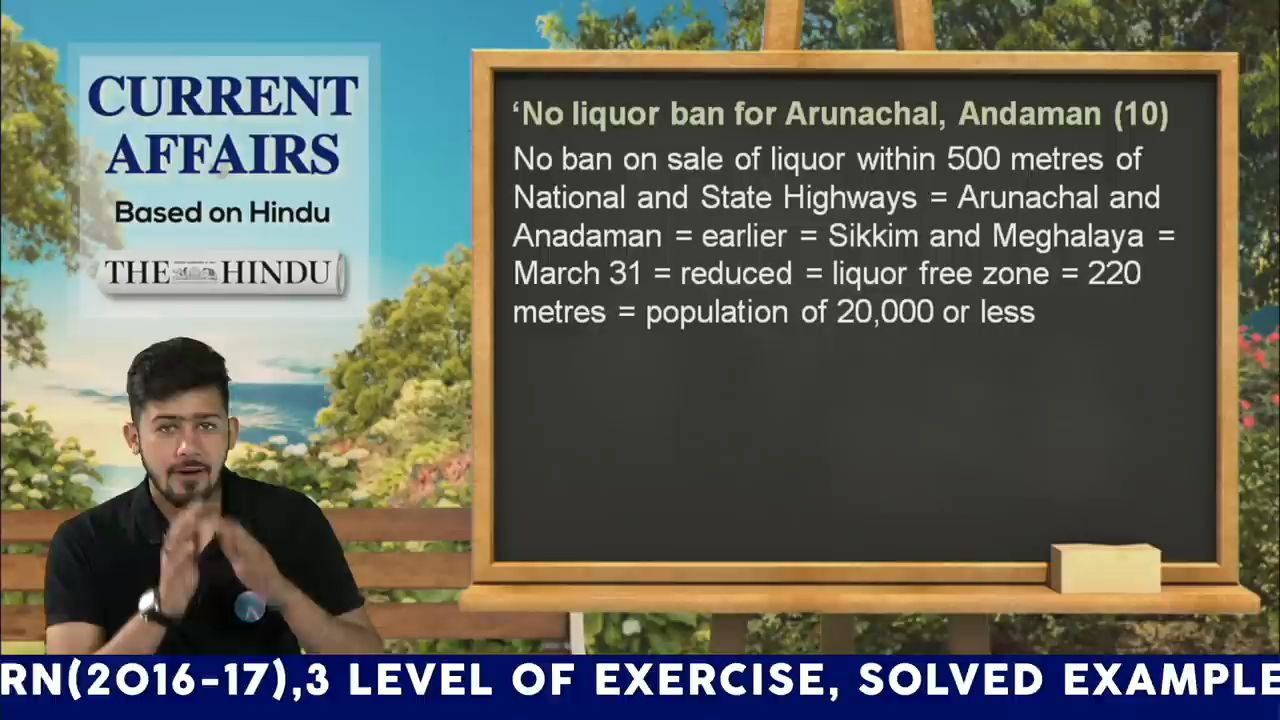 CURRENT
AFFAIRS
Based on Hindu
THE HINDU
‘No liquor ban for Arunachal, Andaman (10)
No ban on sale of liquor within 500 metres of
National and State Highways = Arunachal and
Anadaman = earlier = Sikkim and Meghalaya =
March 31 = reduced = liquor free zone = 220
metres = population of 20,000 or less
RN(2016-17),3 LEVEL OF EXERCISE, SOLVED EXAMPLE